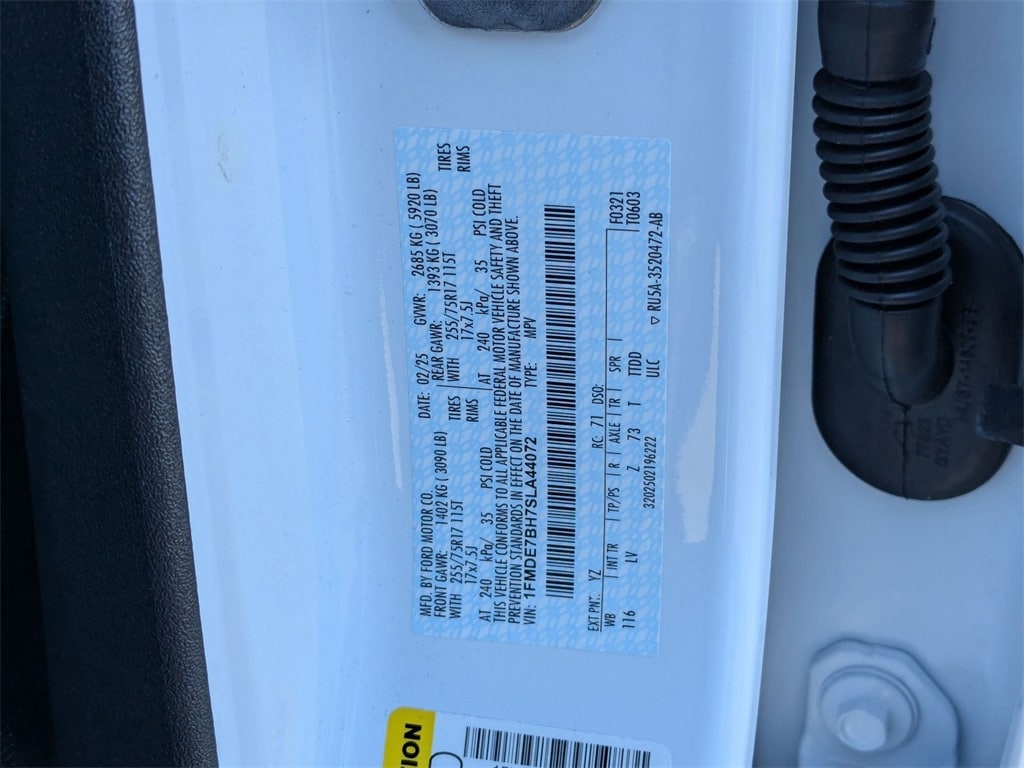 MFD. BY FORD MOTOR CO. DATE: 02/25 GVWR: 2685 KG ( 5920 LB)
FRONT GAWR: 1402 KG ( 3090 LB) REAR GAWR: 1393 KG ( 3070 LB)
WITH 255/75R17 115T TIRES WITH 255/75R17 115T TIRES
17x7.5J RIMS 17x7.5J RIMS
AT 240 kPa/ 35 PSI COLD AT 240 kPa/ 35 PSI COLD
THIS VEHICLE CONFORMS TO ALL APPLICABLE FEDERAL MOTOR VEHICLE SAFETY AND THEFT
PREVENTION STANDARDS IN EFFECT ON THE DATE OF MANUFACTURE SHOWN ABOVE.
VIN: 1FMDE7BH7SLA44072 TYPE: MPV
EXT PNT: YZ RC: 71 DSO: F0321
WB INT TR TP/PS R AXLE TR SPR T0603
116 LV Z 73 T TTDD
3202502196222 ULC ▽ RU5A-3520472-AB
TION